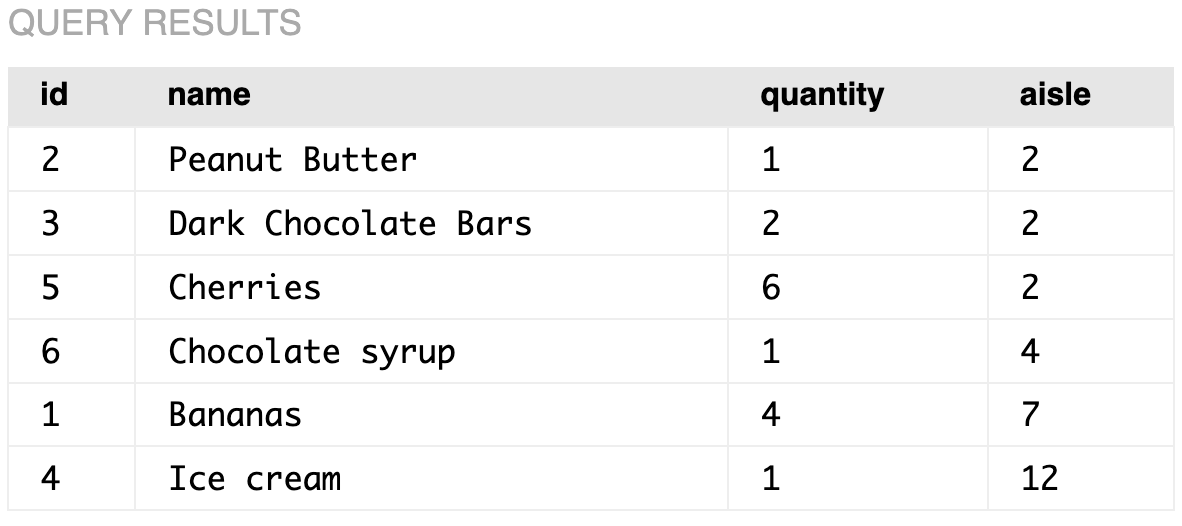 QUERY RESULTS
id name quantity aisle
2 Peanut Butter 1 2
3 Dark Chocolate Bars 2 2
5 Cherries 6 2
6 Chocolate syrup 1 4
1 Bananas 4 7
4 Ice cream 1 12